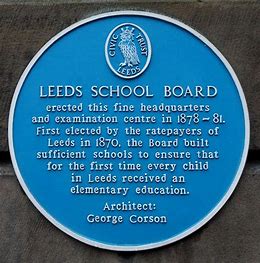 CIVIC TRUST
LEEDS
LEEDS SCHOOL BOARD
erected this fine headquarters
and examination centre in 1878-81.
First elected by the ratepayers of
Leeds in 1870, the Board built
sufficient schools to ensure that
for the first time every child
in Leeds received an
elementary education.
Architect:
George Corson